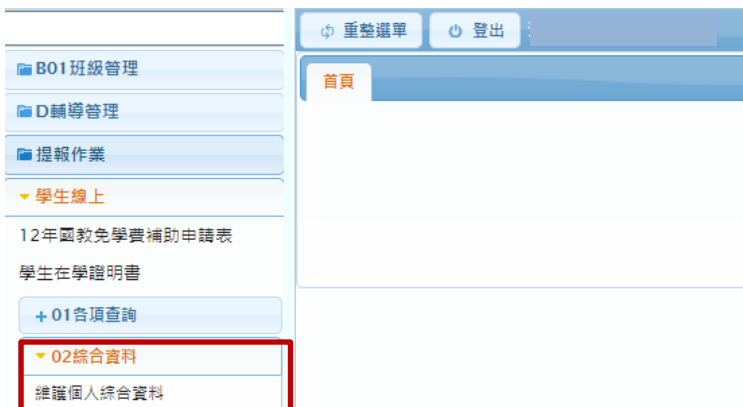 重整選單 登出
B01班級管理
首頁
D輔導管理
提報作業
學生線上
12年國教免學費補助申請表
學生在學證明書
+01各項查詢
02綜合資料
維護個人綜合資料